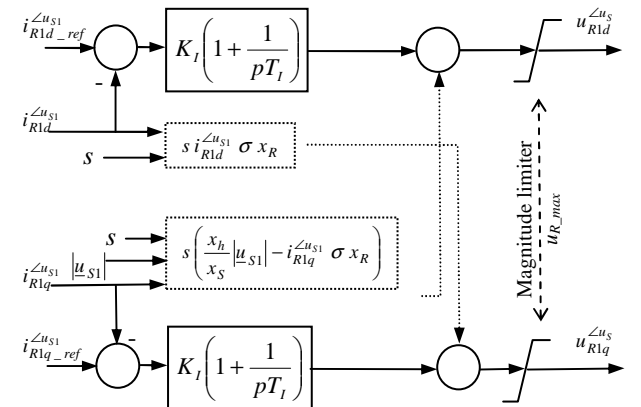 i_{R1d_ref}^{∠u_{S1}}
K_I(1 + 1/(pT_I))
u_{R1d}^{∠u_S}
-
i_{R1d}^{∠u_{S1}}
s
s i_{R1d}^{∠u_{S1}} σ x_R
Magnitude limiter
u_{R_max}
s
|u_{S1}|
s(x_h/x_S |u_{S1}| − i_{R1q}^{∠u_{S1}} σ x_R)
i_{R1q}^{∠u_{S1}}
-
i_{R1q_ref}^{∠u_{S1}}
K_I(1 + 1/(pT_I))
u_{R1q}^{∠u_S}